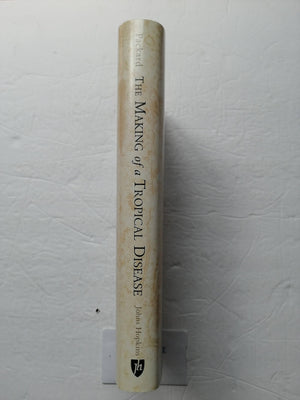 Packard THE MAKING of a TROPICAL DISEASE Johns Hopkins